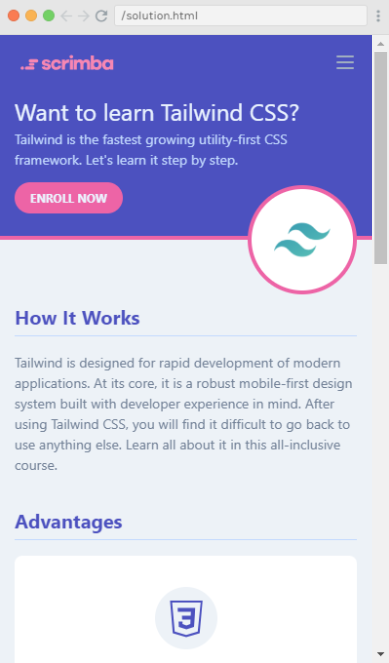 /solution.html
scrimba
Want to learn Tailwind CSS?
Tailwind is the fastest growing utility-first CSS
framework. Let's learn it step by step.
ENROLL NOW
How It Works
Tailwind is designed for rapid development of modern
applications. At its core, it is a robust mobile-first design
system built with developer experience in mind. After
using Tailwind CSS, you will find it difficult to go back to
use anything else. Learn all about it in this all-inclusive
course.
Advantages
3